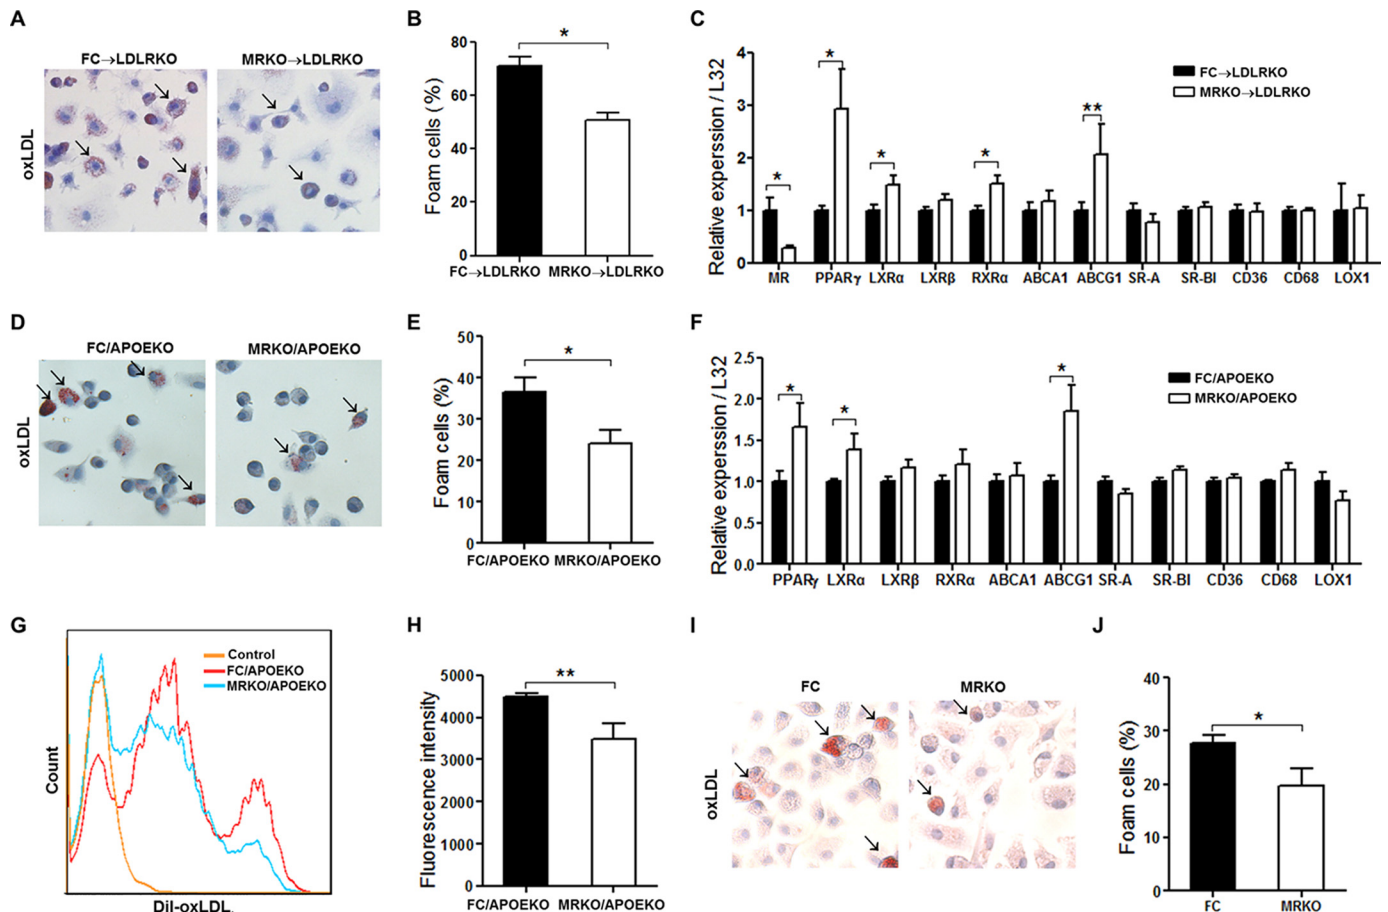 A
FC→LDLRKO
MRKO→LDLRKO
oxLDL
B
Foam cells (%)
80
60
40
20
0
*
FC→LDLRKO
MRKO→LDLRKO
C
Relative experssion / L32
4
3
2
1
0
*
*
*
*
**
FC→LDLRKO
MRKO→LDLRKO
MR PPARγ LXRα LXRβ RXRα ABCA1 ABCG1 SR-A SR-BI CD36 CD68 LOX1
D
FC/APOEKO
MRKO/APOEKO
oxLDL
E
Foam cells (%)
50
40
30
20
10
0
*
FC/APOEKO MRKO/APOEKO
F
Relative experssion / L32
2.5
2.0
1.5
1.0
0.5
0.0
*
*
*
FC/APOEKO
MRKO/APOEKO
PPARγ LXRα LXRβ RXRα ABCA1 ABCG1 SR-A SR-BI CD36 CD68 LOX1
G
Count
Control
FC/APOEKO
MRKO/APOEKO
Dil-oxLDL.
H
Fluorescence intensity
5000
4000
3000
2000
1000
0
**
FC/APOEKO MRKO/APOEKO
I
FC
MRKO
oxLDL
J
Foam cells (%)
40
30
20
10
0
*
FC
MRKO